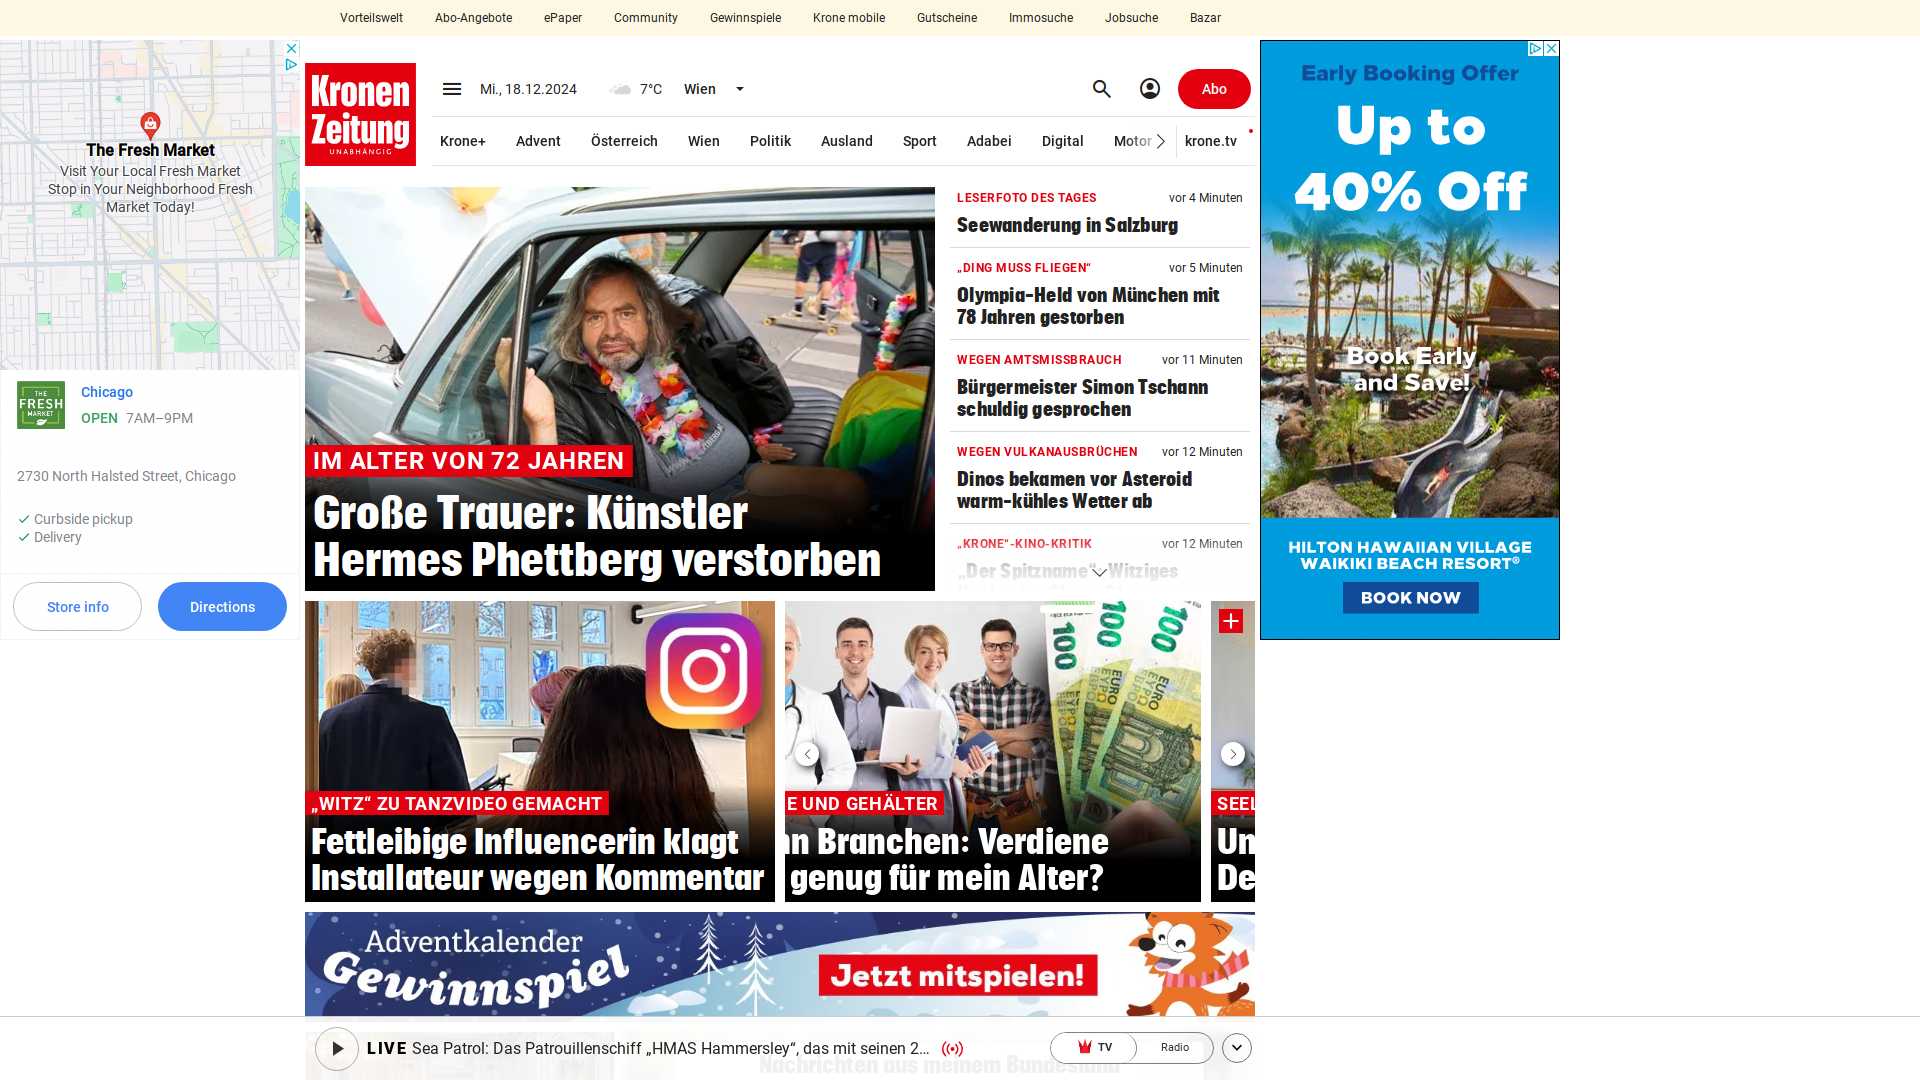 Vorteilswelt Abo-Angebote ePaper Community Gewinnspiele Krone mobile Gutscheine Immosuche Jobsuche Bazar
The Fresh Market
Visit Your Local Fresh Market
Stop in Your Neighborhood Fresh
Market Today!
THE
FRESH
MARKET
Chicago
OPEN 7AM–9PM
2730 North Halsted Street, Chicago
Curbside pickup
Delivery
Store info Directions
Kronen
Zeitung
UNABHÄNGIG
Mi., 18.12.2024 7°C Wien
Abo
Krone+ Advent Österreich Wien Politik Ausland Sport Adabei Digital Motor krone.tv
IM ALTER VON 72 JAHREN
Große Trauer: Künstler
Hermes Phettberg verstorben
LESERFOTO DES TAGES vor 4 Minuten
Seewanderung in Salzburg
„DING MUSS FLIEGEN“ vor 5 Minuten
Olympia-Held von München mit
78 Jahren gestorben
WEGEN AMTSMISSBRAUCH vor 11 Minuten
Bürgermeister Simon Tschann
schuldig gesprochen
WEGEN VULKANAUSBRÜCHEN vor 12 Minuten
Dinos bekamen vor Asteroid
warm-kühles Wetter ab
„KRONE“-KINO-KRITIK vor 12 Minuten
„Der Spitzname“: Witziges
„WITZ“ ZU TANZVIDEO GEMACHT
Fettleibige Influencerin klagt
Installateur wegen Kommentar
100 100 100
EURO
E UND GEHÄLTER
nn Branchen: Verdiene
genug für mein Alter?
SEEL
Un
De
Adventkalender
Gewinnspiel
Jetzt mitspielen!
LIVE Sea Patrol: Das Patrouillenschiff „HMAS Hammersley“, das mit seinen 2...
TV Radio
Nachrichten aus meinem Bundesland
Early Booking Offer
Up to
40% Off
Book Early
and Save!
HILTON HAWAIIAN VILLAGE
WAIKIKI BEACH RESORT®
BOOK NOW